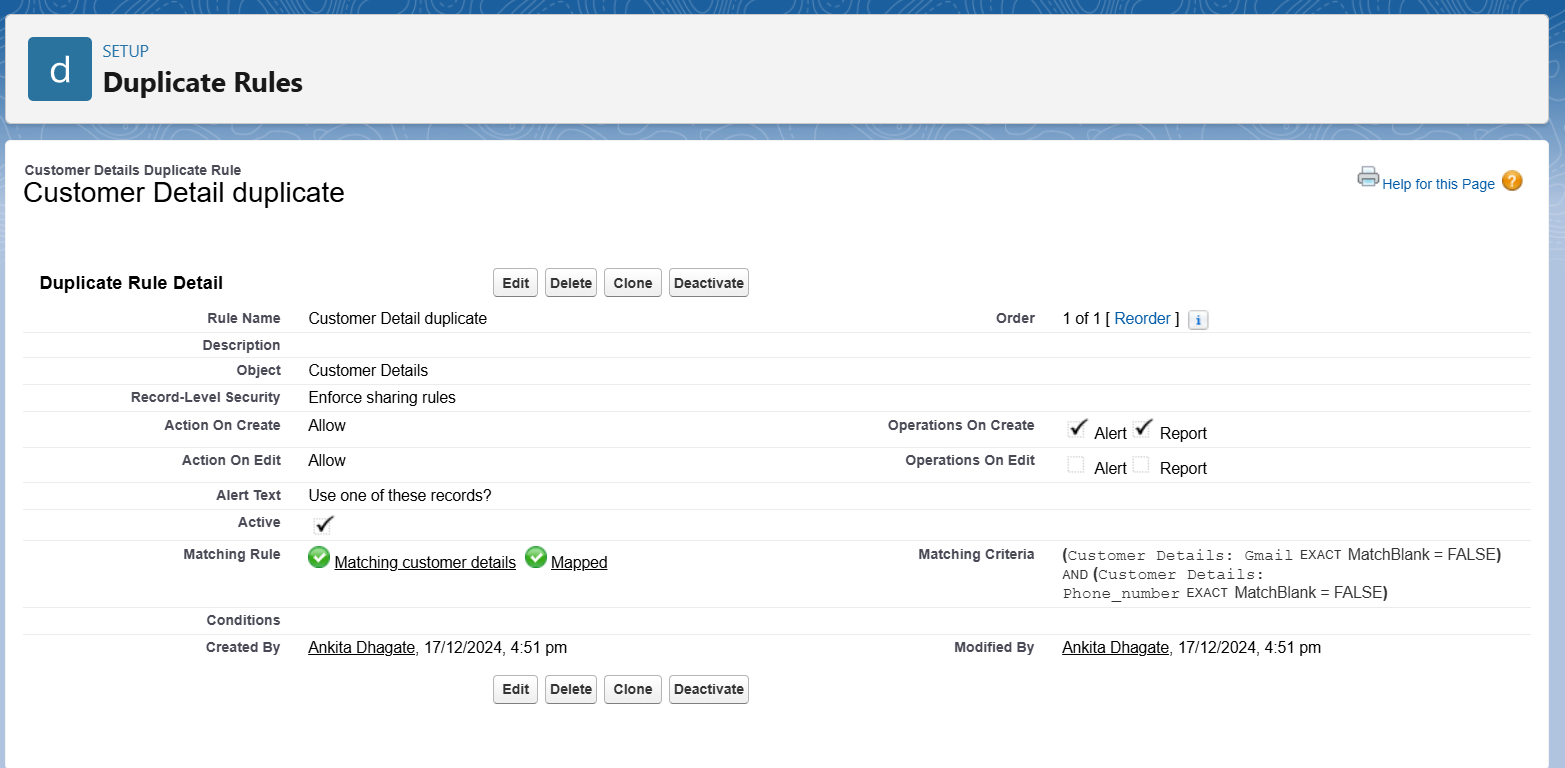 d
SETUP
Duplicate Rules
Customer Details Duplicate Rule
Customer Detail duplicate
Help for this Page ?
Duplicate Rule Detail Edit Delete Clone Deactivate
Rule Name Customer Detail duplicate Order 1 of 1 [ Reorder ] i
Description
Object Customer Details
Record-Level Security Enforce sharing rules
Action On Create Allow Operations On Create Alert Report
Action On Edit Allow Operations On Edit Alert Report
Alert Text Use one of these records?
Active
Matching Rule Matching customer details Mapped Matching Criteria (Customer Details: Gmail EXACT MatchBlank = FALSE)
AND (Customer Details:
Phone_number EXACT MatchBlank = FALSE)
Conditions
Created By Ankita Dhagate, 17/12/2024, 4:51 pm Modified By Ankita Dhagate, 17/12/2024, 4:51 pm
Edit Delete Clone Deactivate